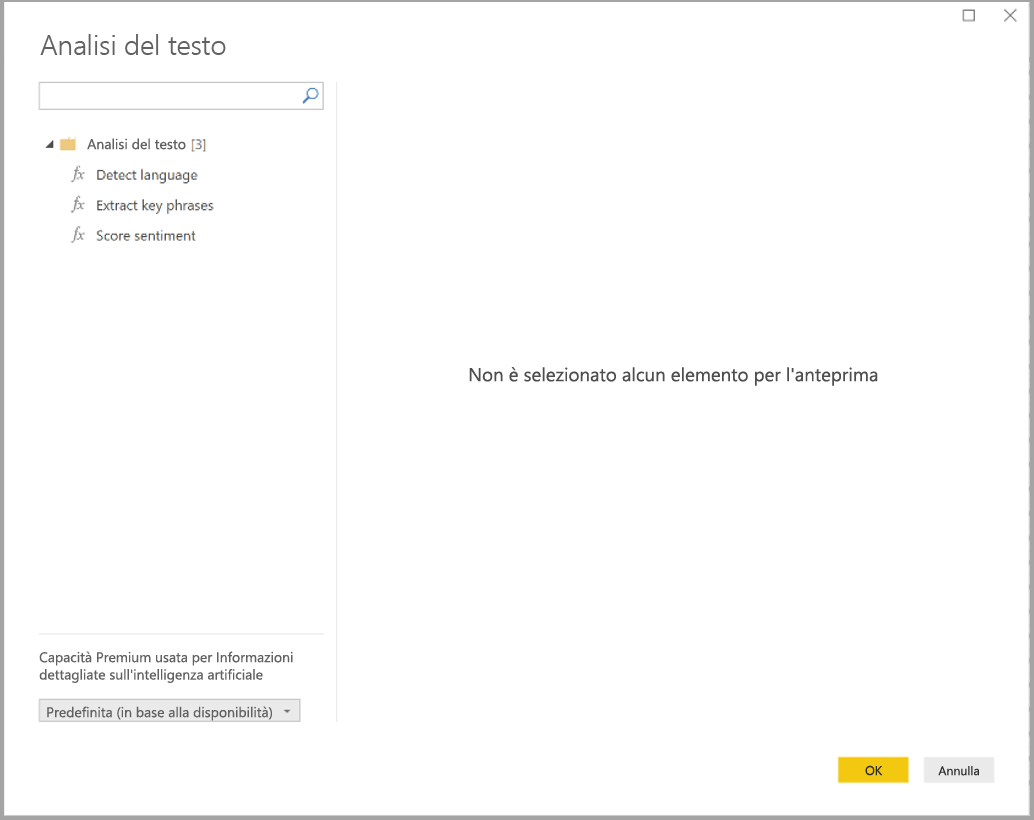 Analisi del testo
Analisi del testo [3]
fx Detect language
fx Extract key phrases
fx Score sentiment
Non è selezionato alcun elemento per l'anteprima
Capacità Premium usata per Informazioni
dettagliate sull'intelligenza artificiale
Predefinita (in base alla disponibilità)
OK
Annulla